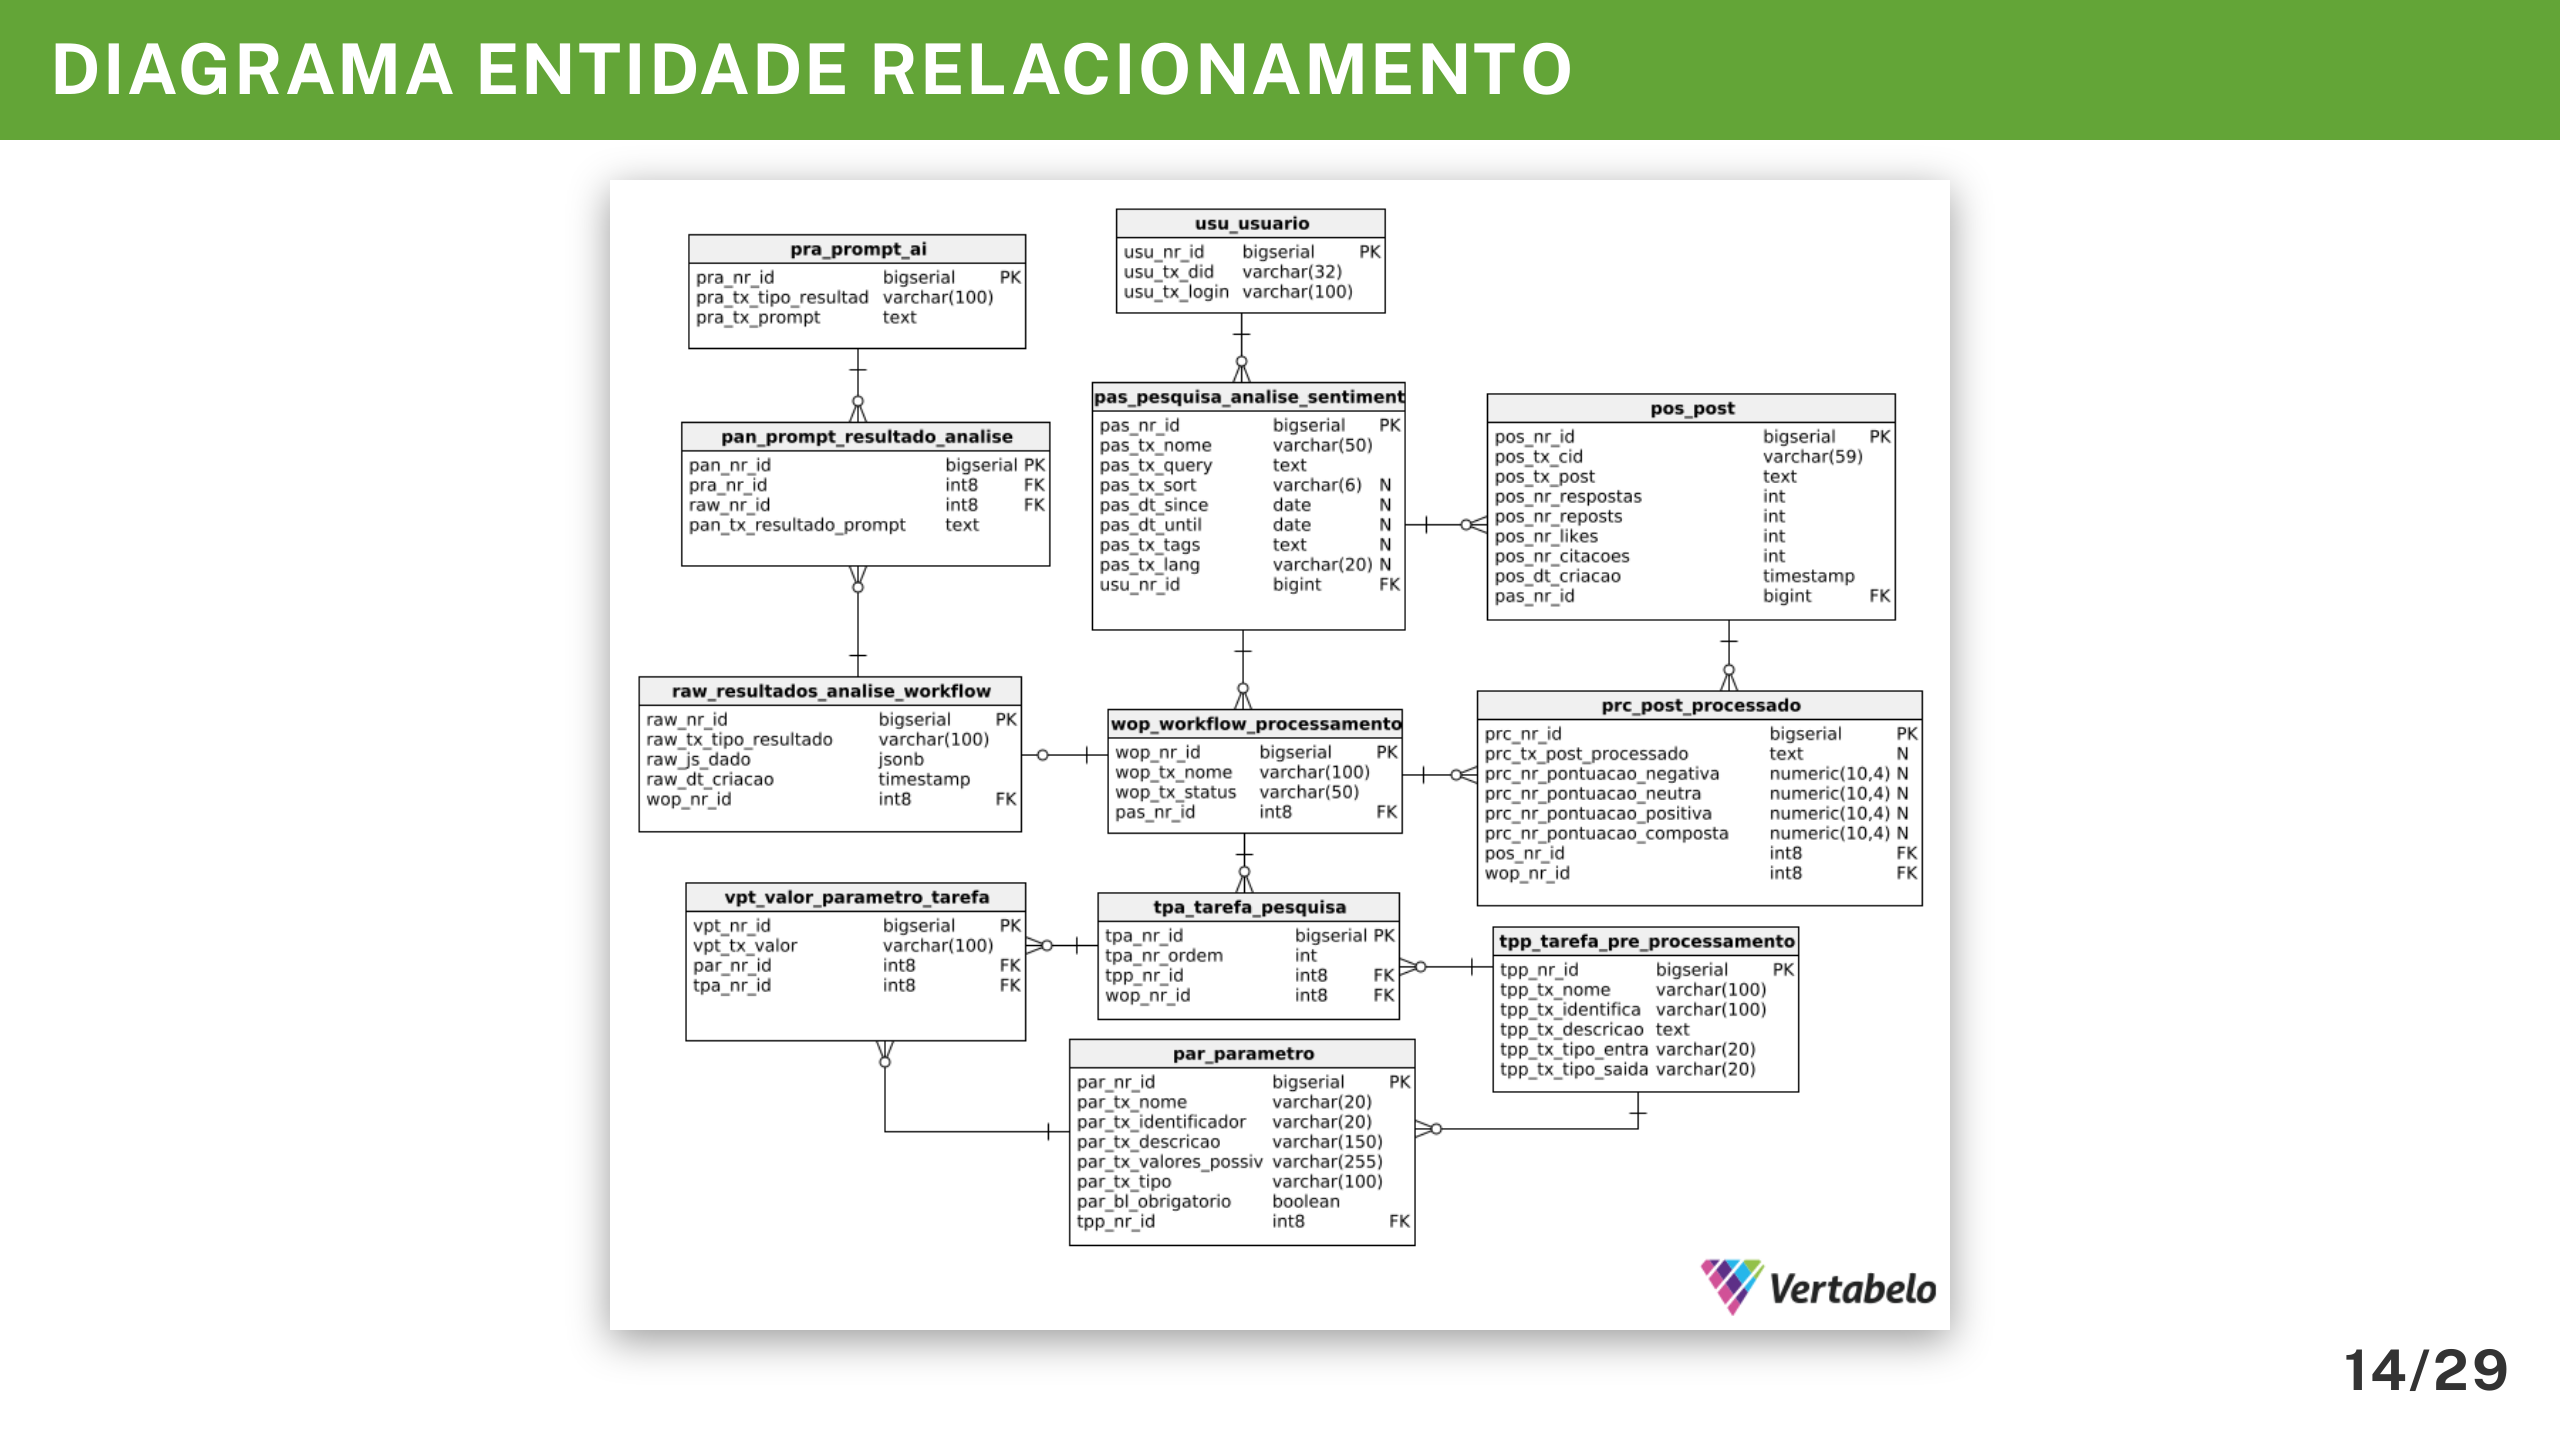 DIAGRAMA ENTIDADE RELACIONAMENTO
pra_prompt_ai
pra_nr_id bigserial PK
pra_tx_tipo_resultad varchar(100)
pra_tx_prompt text
usu_usuario
usu_nr_id bigserial PK
usu_tx_did varchar(32)
usu_tx_login varchar(100)
pan_prompt_resultado_analise
pan_nr_id bigserial PK
pra_nr_id int8 FK
raw_nr_id int8 FK
pan_tx_resultado_prompt text
pas_pesquisa_analise_sentiment
pas_nr_id bigserial PK
pas_tx_nome varchar(50)
pas_tx_query text
pas_tx_sort varchar(6) N
pas_dt_since date N
pas_dt_until date N
pas_tx_tags text N
pas_tx_lang varchar(20) N
usu_nr_id bigint FK
pos_post
pos_nr_id bigserial PK
pos_tx_cid varchar(59)
pos_tx_post text
pos_nr_respostas int
pos_nr_reposts int
pos_nr_likes int
pos_nr_citacoes int
pos_dt_criacao timestamp
pas_nr_id bigint FK
raw_resultados_analise_workflow
raw_nr_id bigserial PK
raw_tx_tipo_resultado varchar(100)
raw_js_dado jsonb
raw_dt_criacao timestamp
wop_nr_id int8 FK
wop_workflow_processamento
wop_nr_id bigserial PK
wop_tx_nome varchar(100)
wop_tx_status varchar(50)
pas_nr_id int8 FK
prc_post_processado
prc_nr_id bigserial PK
prc_tx_post_processado text N
prc_nr_pontuacao_negativa numeric(10,4) N
prc_nr_pontuacao_neutra numeric(10,4) N
prc_nr_pontuacao_positiva numeric(10,4) N
prc_nr_pontuacao_composta numeric(10,4) N
pos_nr_id int8 FK
wop_nr_id int8 FK
vpt_valor_parametro_tarefa
vpt_nr_id bigserial PK
vpt_tx_valor varchar(100)
par_nr_id int8 FK
tpa_nr_id int8 FK
tpa_tarefa_pesquisa
tpa_nr_id bigserial PK
tpa_nr_ordem int
tpp_nr_id int8 FK
wop_nr_id int8 FK
tpp_tarefa_pre_processamento
tpp_nr_id bigserial PK
tpp_tx_nome varchar(100)
tpp_tx_identifica varchar(100)
tpp_tx_descricao text
tpp_tx_tipo_entra varchar(20)
tpp_tx_tipo_saida varchar(20)
par_parametro
par_nr_id bigserial PK
par_tx_nome varchar(20)
par_tx_identificador varchar(20)
par_tx_descricao varchar(150)
par_tx_valores_possiv varchar(255)
par_tx_tipo varchar(100)
par_bl_obrigatorio boolean
tpp_nr_id int8 FK
Vertabelo
14/29